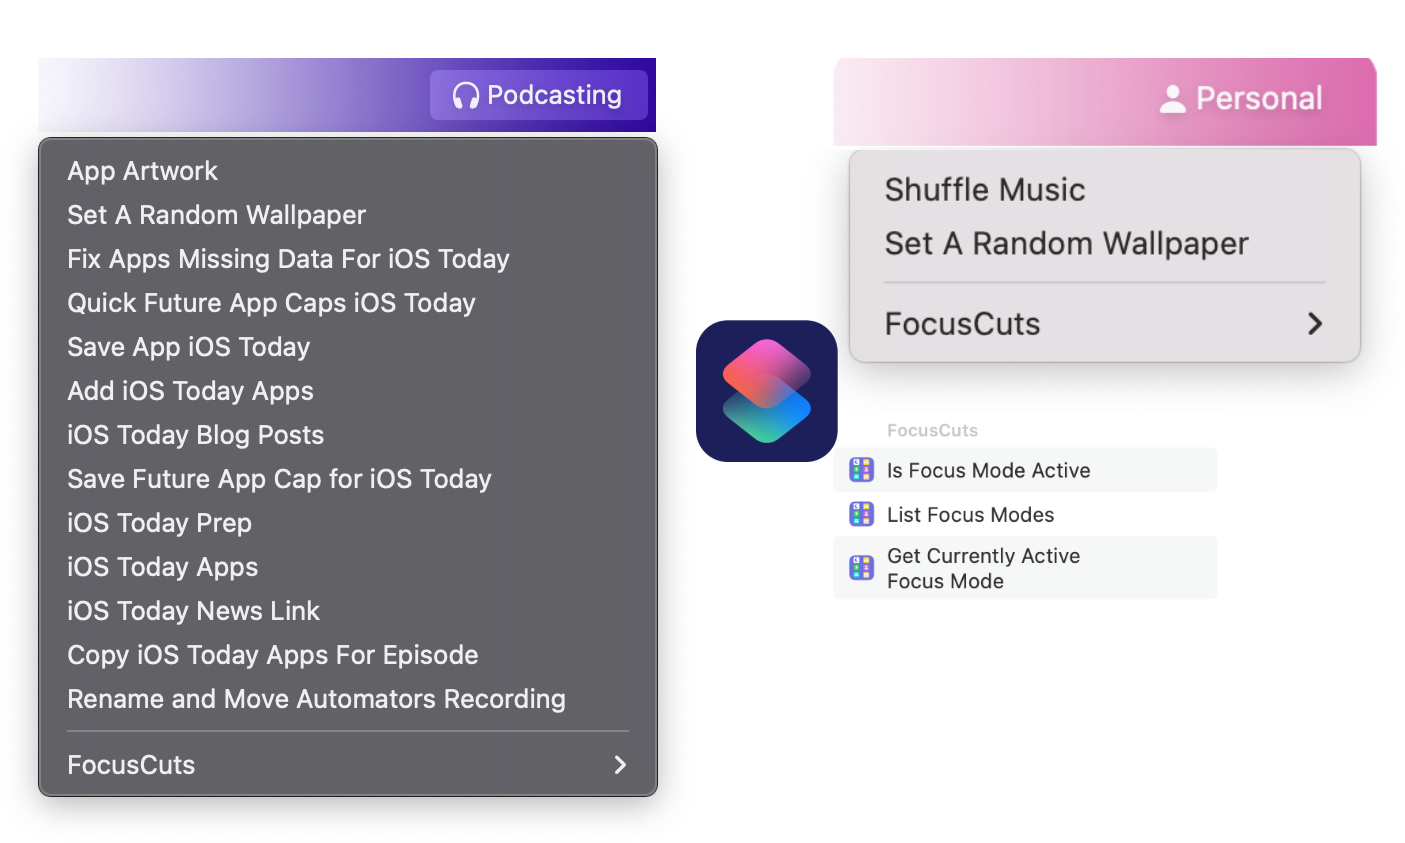 Podcasting
App Artwork
Set A Random Wallpaper
Fix Apps Missing Data For iOS Today
Quick Future App Caps iOS Today
Save App iOS Today
Add iOS Today Apps
iOS Today Blog Posts
Save Future App Cap for iOS Today
iOS Today Prep
iOS Today Apps
iOS Today News Link
Copy iOS Today Apps For Episode
Rename and Move Automators Recording
FocusCuts
Personal
Shuffle Music
Set A Random Wallpaper
FocusCuts
FocusCuts
Is Focus Mode Active
List Focus Modes
Get Currently Active
Focus Mode